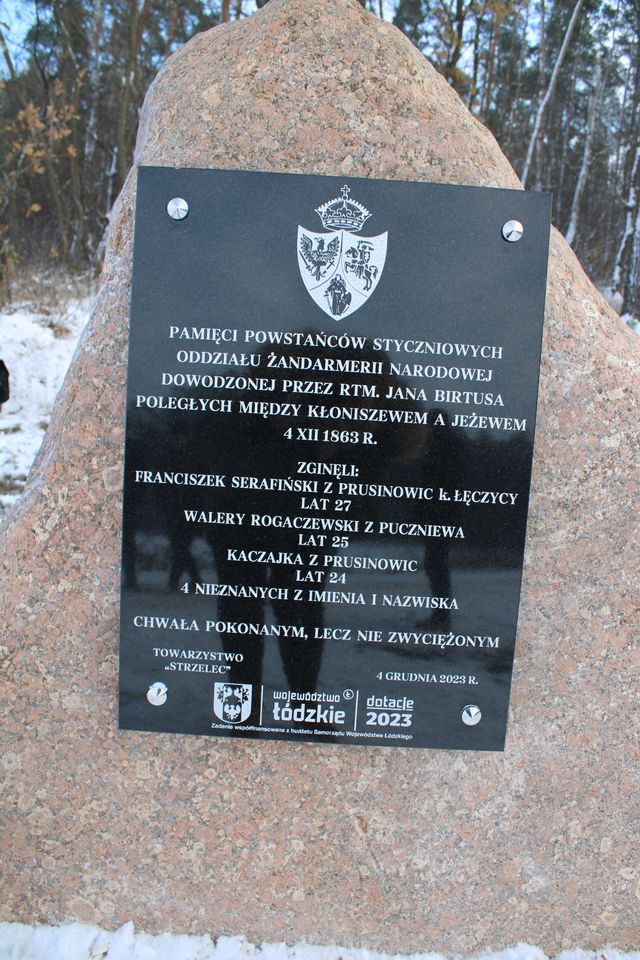 PAMIĘCI POWSTAŃCÓW STYCZNIOWYCH
ODDZIAŁU ŻANDARMERII NARODOWEJ
DOWODZONEJ PRZEZ RTM. JANA BIRTUSA
POLEGŁYCH MIĘDZY KŁONISZEWEM A JEŻEWEM
4 XII 1863 R.
ZGINĘLI:
FRANCISZEK SERAFIŃSKI Z PRUSINOWIC k. ŁĘCZYCY
LAT 27
WALERY ROGACZEWSKI Z PUCZNIEWA
LAT 25
KACZAJKA Z PRUSINOWIC
LAT 24
4 NIEZNANYCH Z IMIENIA I NAZWISKA
CHWAŁA POKONANYM, LECZ NIE ZWYCIĘŻONYM
TOWARZYSTWO
„STRZELEC”
4 GRUDNIA 2023 R.
województwo
łódzkie
dotacje
2023
Zadanie współfinansowane z budżetu Samorządu Województwa Łódzkiego